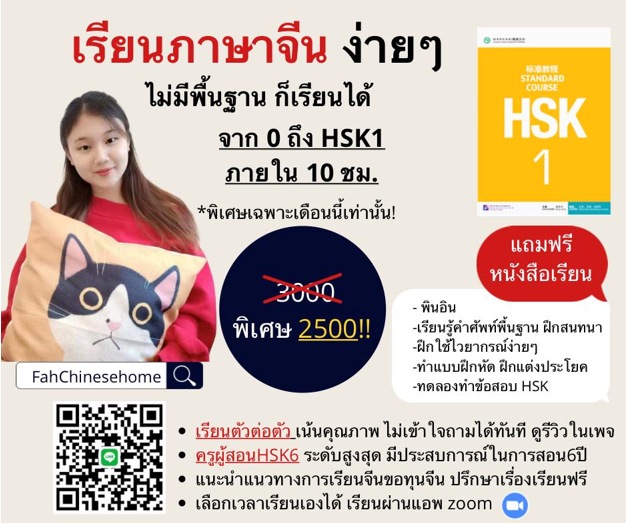 เรียนภาษาจีน ง่ายๆ
ไม่มีพื้นฐาน ก็เรียนได้
จาก 0 ถึง HSK1
ภายใน 10 ชม.
*พิเศษเฉพาะเดือนนี้เท่านั้น!
3000
พิเศษ 2500!!
标准教程
STANDARD
COURSE
HSK
1
แถมฟรี
หนังสือเรียน
- พินอิน
-เรียนรู้คำศัพท์พื้นฐาน ฝึกสนทนา
-ฝึกใช้ไวยากรณ์ง่ายๆ
-ทำแบบฝึกหัด ฝึกแต่งประโยค
-ทดลองทำข้อสอบ HSK
FahChinesehome
LINE
• เรียนตัวต่อตัว เน้นคุณภาพ ไม่เข้าใจถามได้ทันที ดูรีวิวในเพจ
• ครูผู้สอนHSK6 ระดับสูงสุด มีประสบการณ์ในการสอน6ปี
• แนะนำแนวทางการเรียนจีนขอทุนจีน ปรึกษาเรื่องเรียนฟรี
• เลือกเวลาเรียนเองได้ เรียนผ่านแอพ zoom